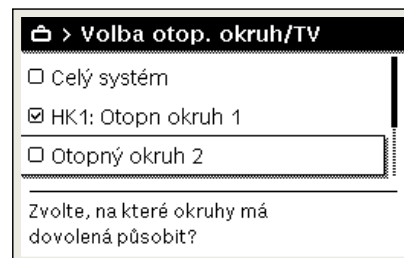 > Volba otop. okruh/TV
Celý systém
HK1: Otopn okruh 1
Otopný okruh 2
Zvolte, na které okruhy má
dovolená působit?